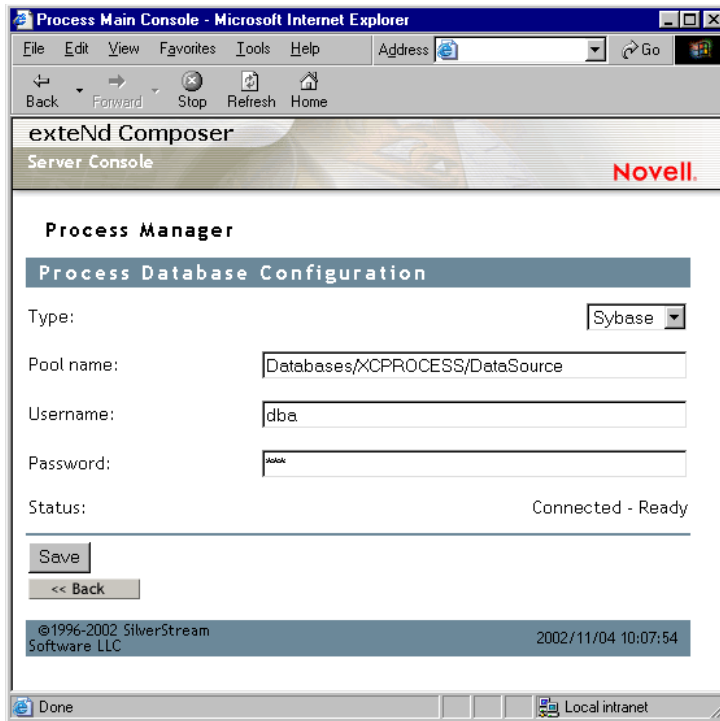 Process Main Console - Microsoft Internet Explorer
File Edit View Favorites Tools Help Address Go
Back Forward Stop Refresh Home
exteNd Composer
Server Console
Novell.
Process Manager
Process Database Configuration
Type: Sybase
Pool name: Databases/XCPROCESS/DataSource
Username: dba
Password: ***
Status: Connected - Ready
Save
<< Back
©1996-2002 SilverStream
Software LLC
2002/11/04 10:07:54
Done Local intranet